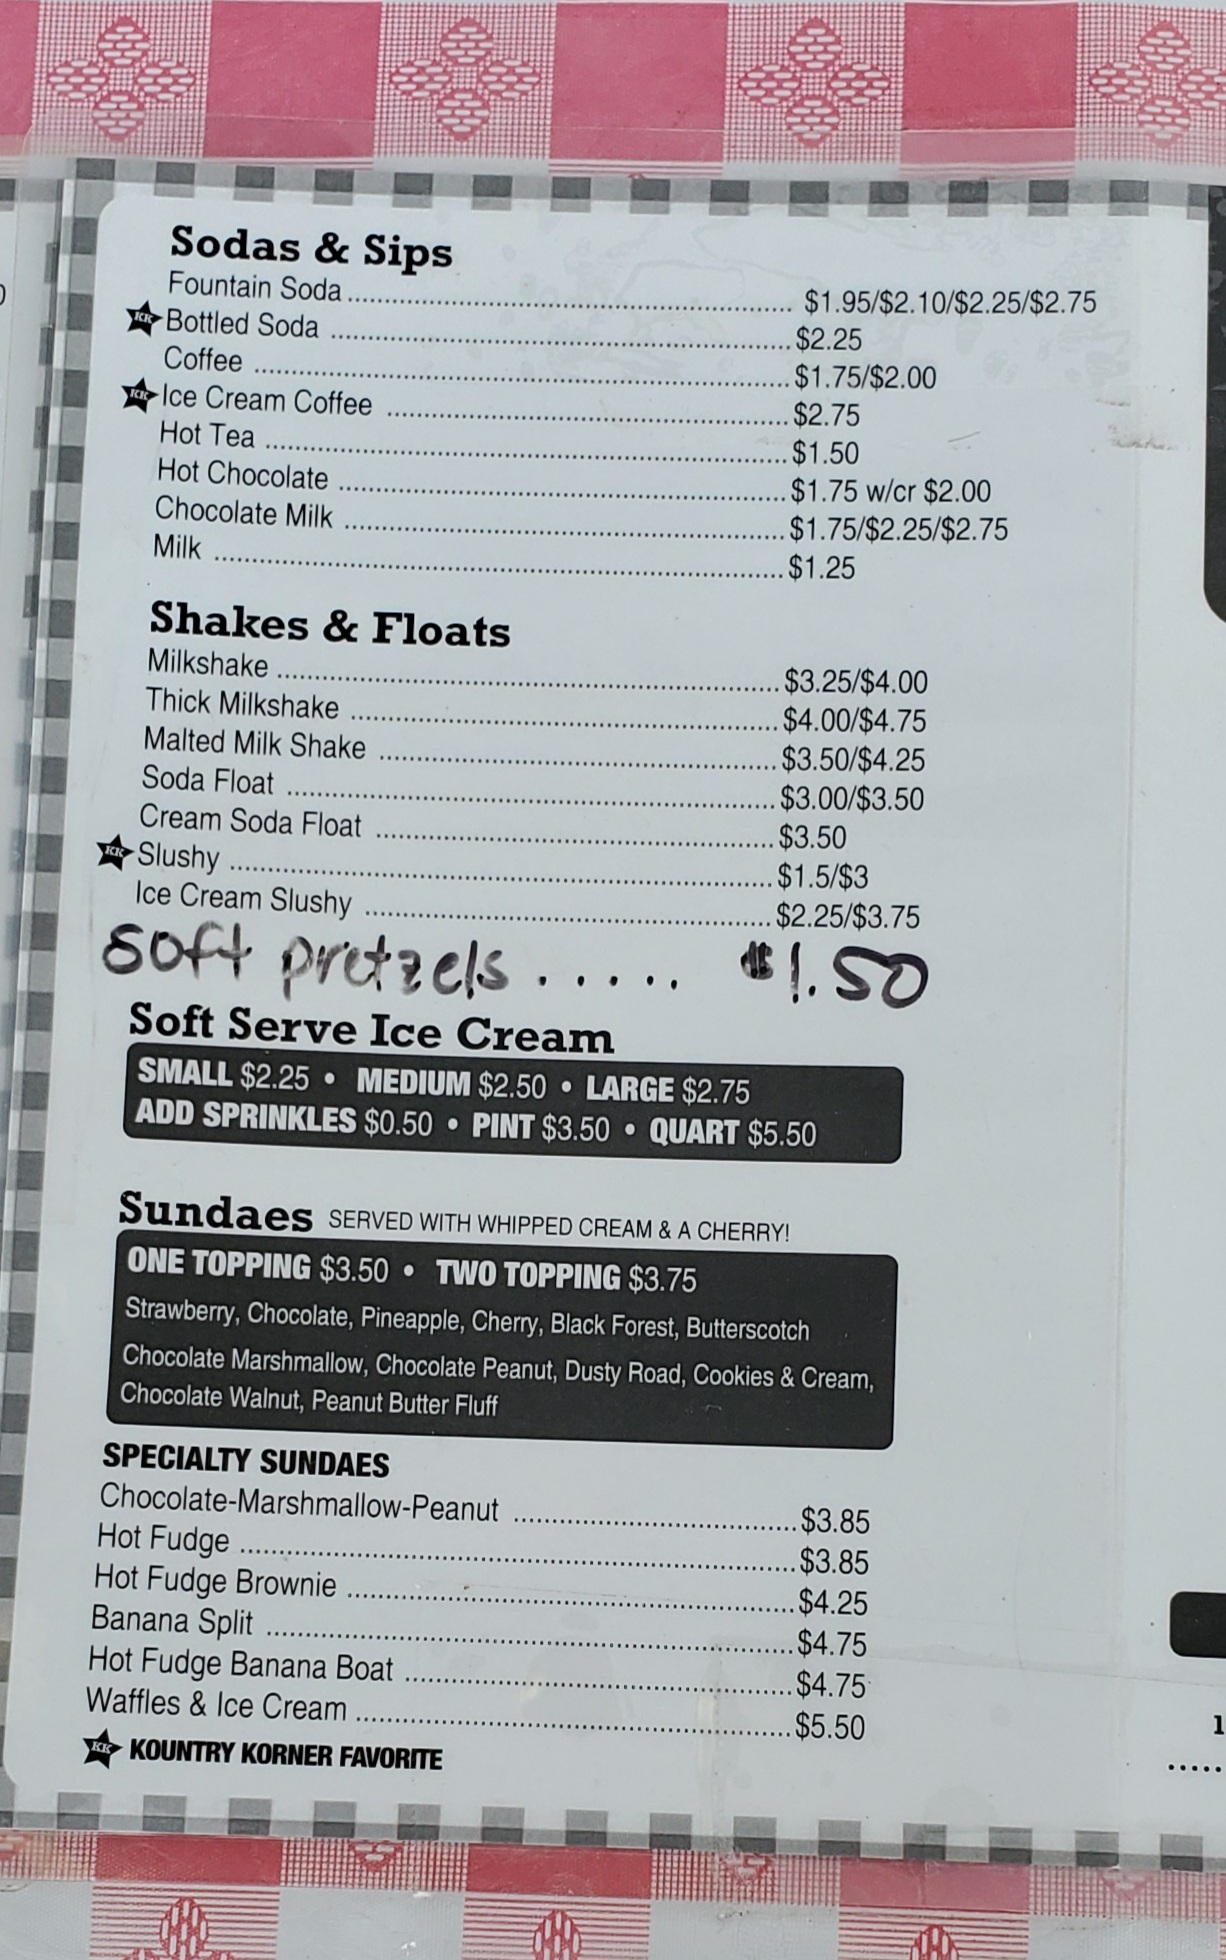 Sodas & Sips
Fountain Soda ........ $1.95/$2.10/$2.25/$2.75
KK Bottled Soda ........ $2.25
Coffee ........ $1.75/$2.00
KK Ice Cream Coffee ........ $2.75
Hot Tea ........ $1.50
Hot Chocolate ........ $1.75 w/cr $2.00
Chocolate Milk ........ $1.75/$2.25/$2.75
Milk ........ $1.25
Shakes & Floats
Milkshake ........ $3.25/$4.00
Thick Milkshake ........ $4.00/$4.75
Malted Milk Shake ........ $3.50/$4.25
Soda Float ........ $3.00/$3.50
Cream Soda Float ........ $3.50
KK Slushy ........ $1.5/$3
Ice Cream Slushy ........ $2.25/$3.75
soft pretzels ..... $1.50
Soft Serve Ice Cream
SMALL $2.25 • MEDIUM $2.50 • LARGE $2.75
ADD SPRINKLES $0.50 • PINT $3.50 • QUART $5.50
Sundaes SERVED WITH WHIPPED CREAM & A CHERRY!
ONE TOPPING $3.50 • TWO TOPPING $3.75
Strawberry, Chocolate, Pineapple, Cherry, Black Forest, Butterscotch
Chocolate Marshmallow, Chocolate Peanut, Dusty Road, Cookies & Cream,
Chocolate Walnut, Peanut Butter Fluff
SPECIALTY SUNDAES
Chocolate-Marshmallow-Peanut ........ $3.85
Hot Fudge ........ $3.85
Hot Fudge Brownie ........ $4.25
Banana Split ........ $4.75
Hot Fudge Banana Boat ........ $4.75
Waffles & Ice Cream ........ $5.50
KK KOUNTRY KORNER FAVORITE